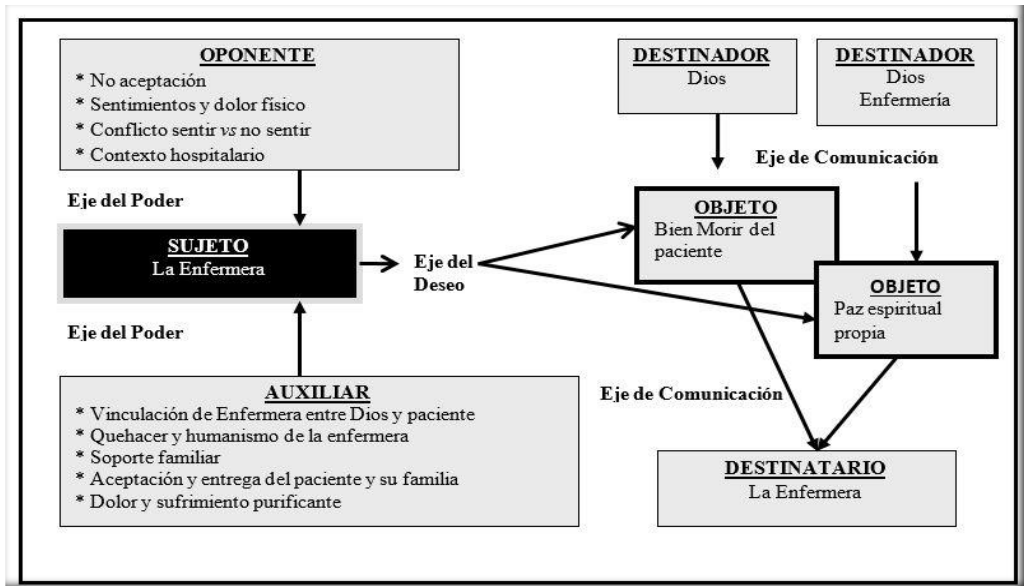 OPONENTE
* No aceptación
* Sentimientos y dolor físico
* Conflicto sentir vs no sentir
* Contexto hospitalario
DESTINADOR
Dios
DESTINADOR
Dios
Enfermería
Eje de Comunicación
Eje del Poder
SUJETO
La Enfermera
Eje del
Deseo
OBJETO
Bien Morir del
paciente
OBJETO
Paz espiritual
propia
Eje del Poder
AUXILIAR
* Vinculación de Enfermera entre Dios y paciente
* Quehacer y humanismo de la enfermera
* Soporte familiar
* Aceptación y entrega del paciente y su familia
* Dolor y sufrimiento purificante
Eje de Comunicación
DESTINATARIO
La Enfermera